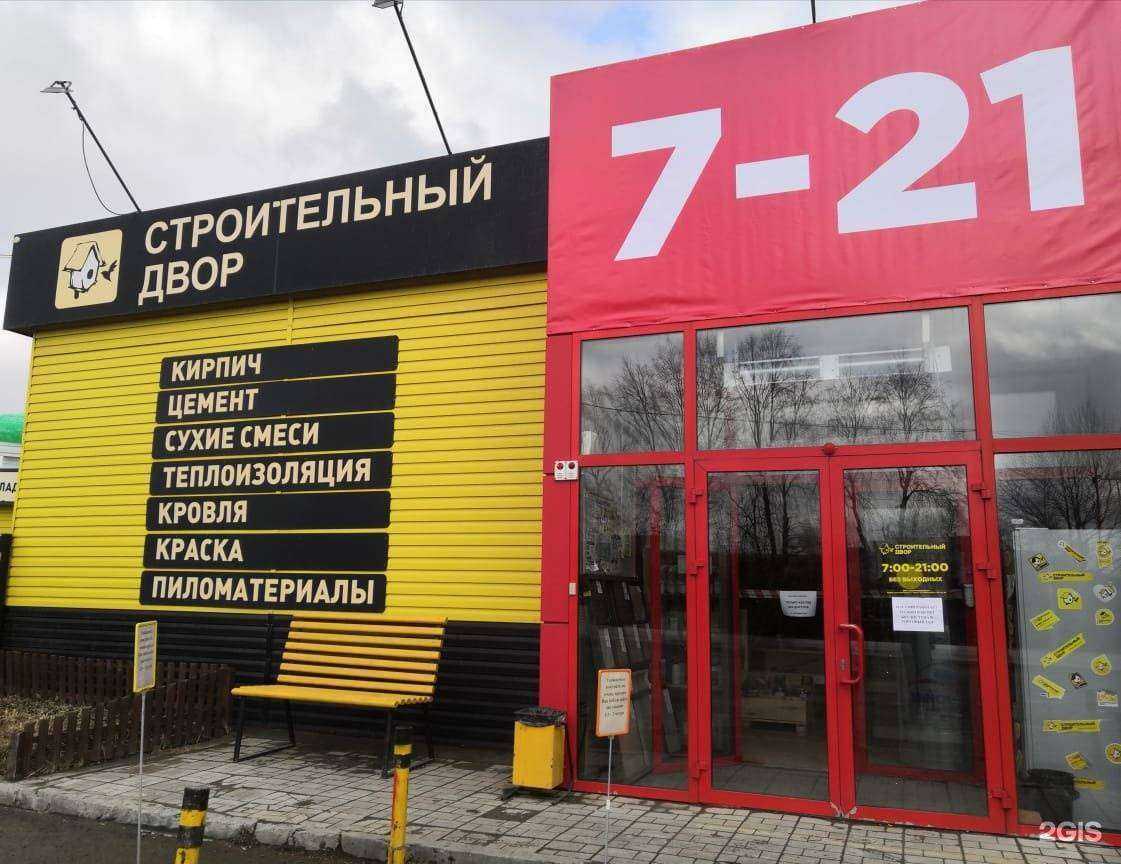 СТРОИТЕЛЬНЫЙ
ДВОР
7-21
КИРПИЧ
ЦЕМЕНТ
СУХИЕ СМЕСИ
ТЕПЛОИЗОЛЯЦИЯ
КРОВЛЯ
КРАСКА
ПИЛОМАТЕРИАЛЫ
СТРОИТЕЛЬНЫЙ
ДВОР
7:00-21:00
БЕЗ ВЫХОДНЫХ
2GIS